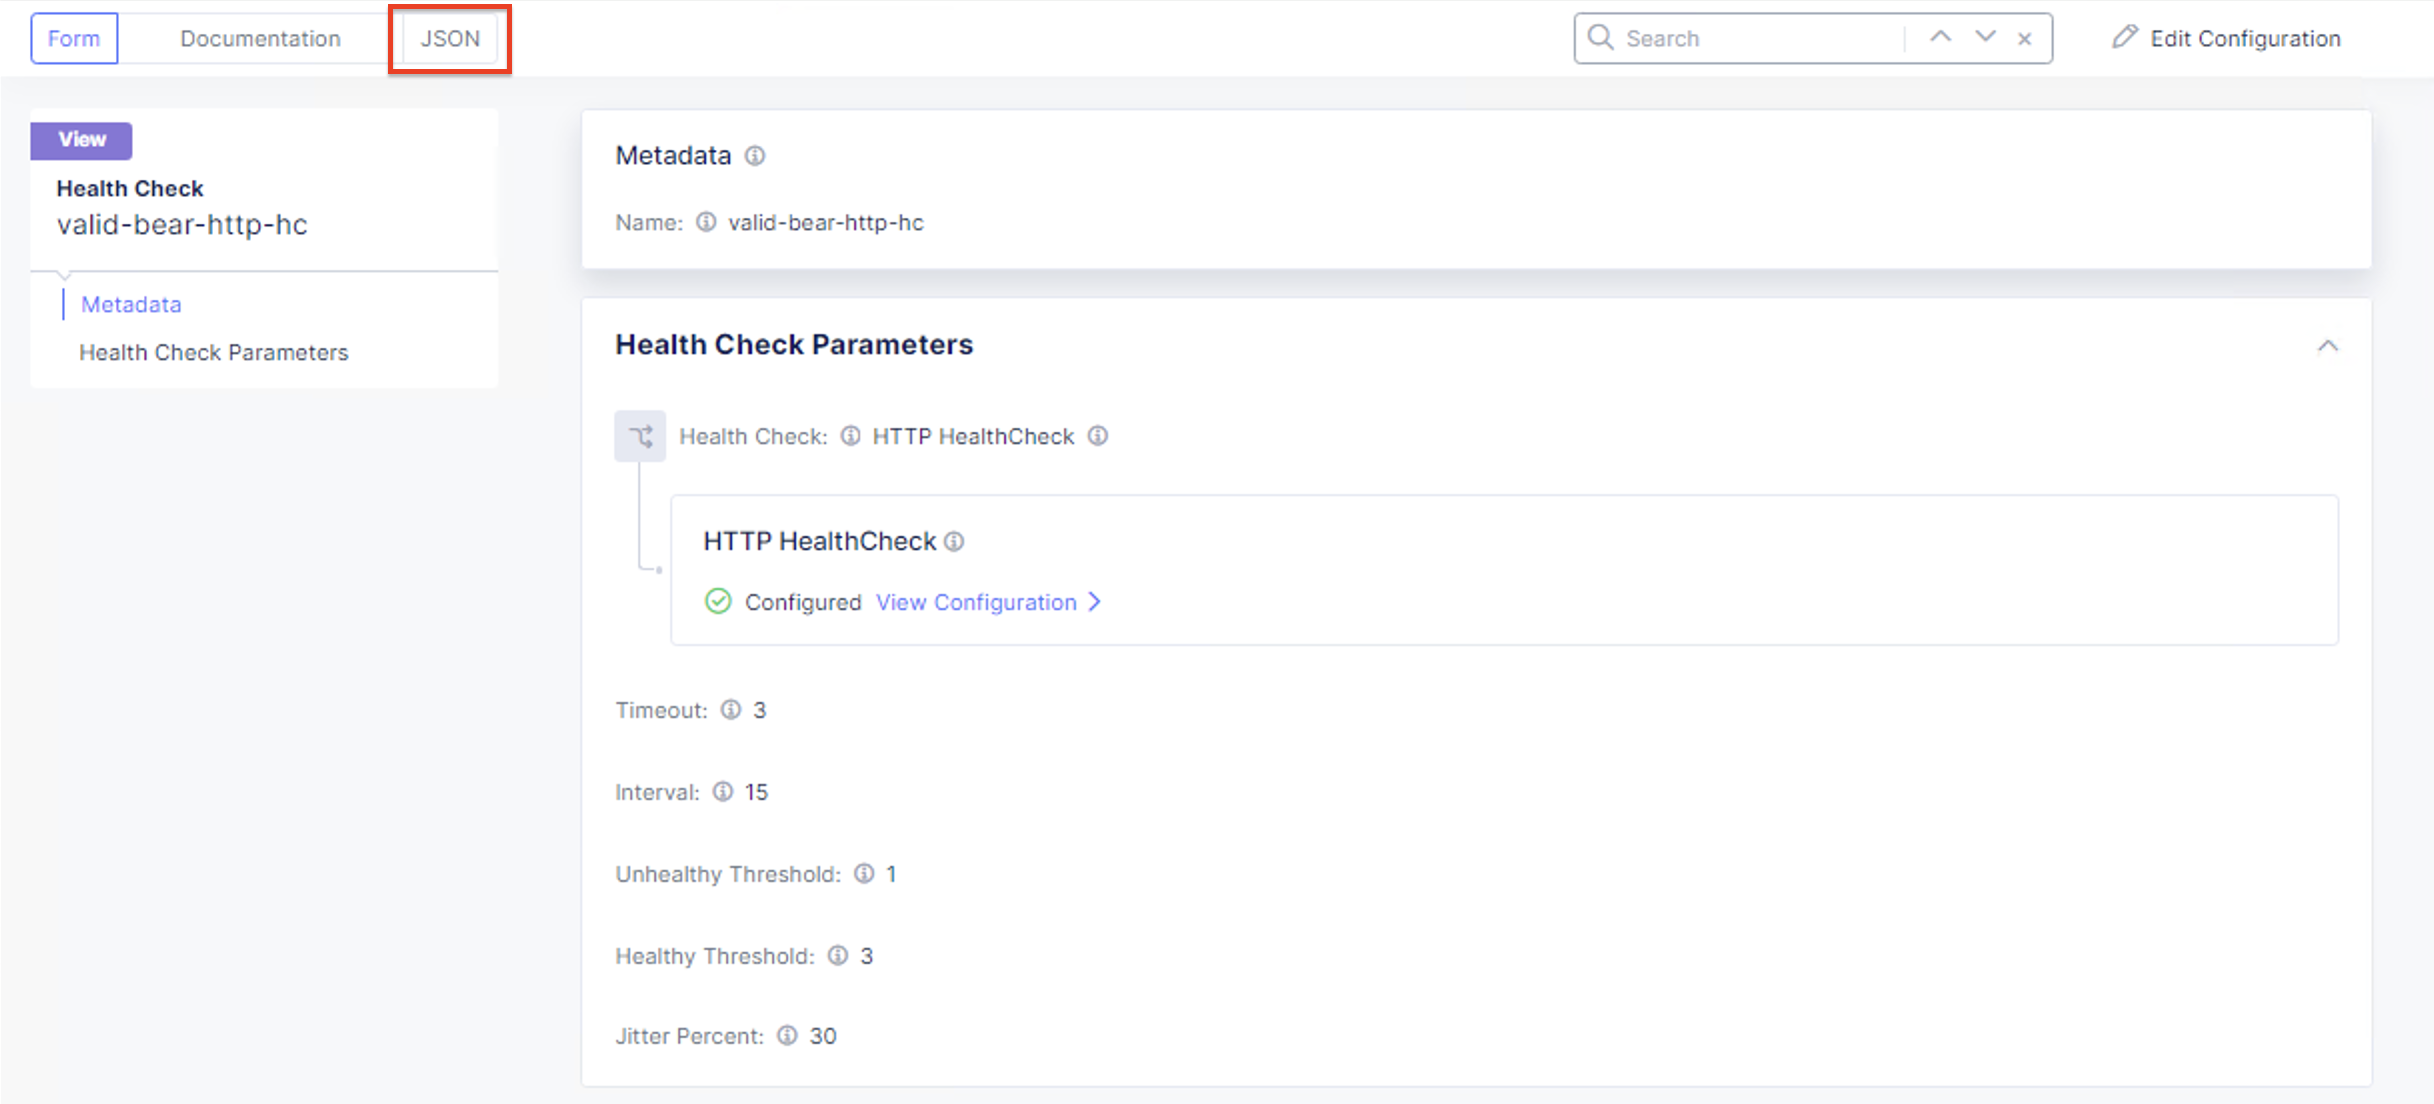 Form
Documentation
JSON
Search
Edit Configuration
View
Health Check
valid-bear-http-hc
Metadata
Health Check Parameters
Metadata
Name: valid-bear-http-hc
Health Check Parameters
Health Check: HTTP HealthCheck
HTTP HealthCheck
Configured View Configuration
Timeout: 3
Interval: 15
Unhealthy Threshold: 1
Healthy Threshold: 3
Jitter Percent: 30